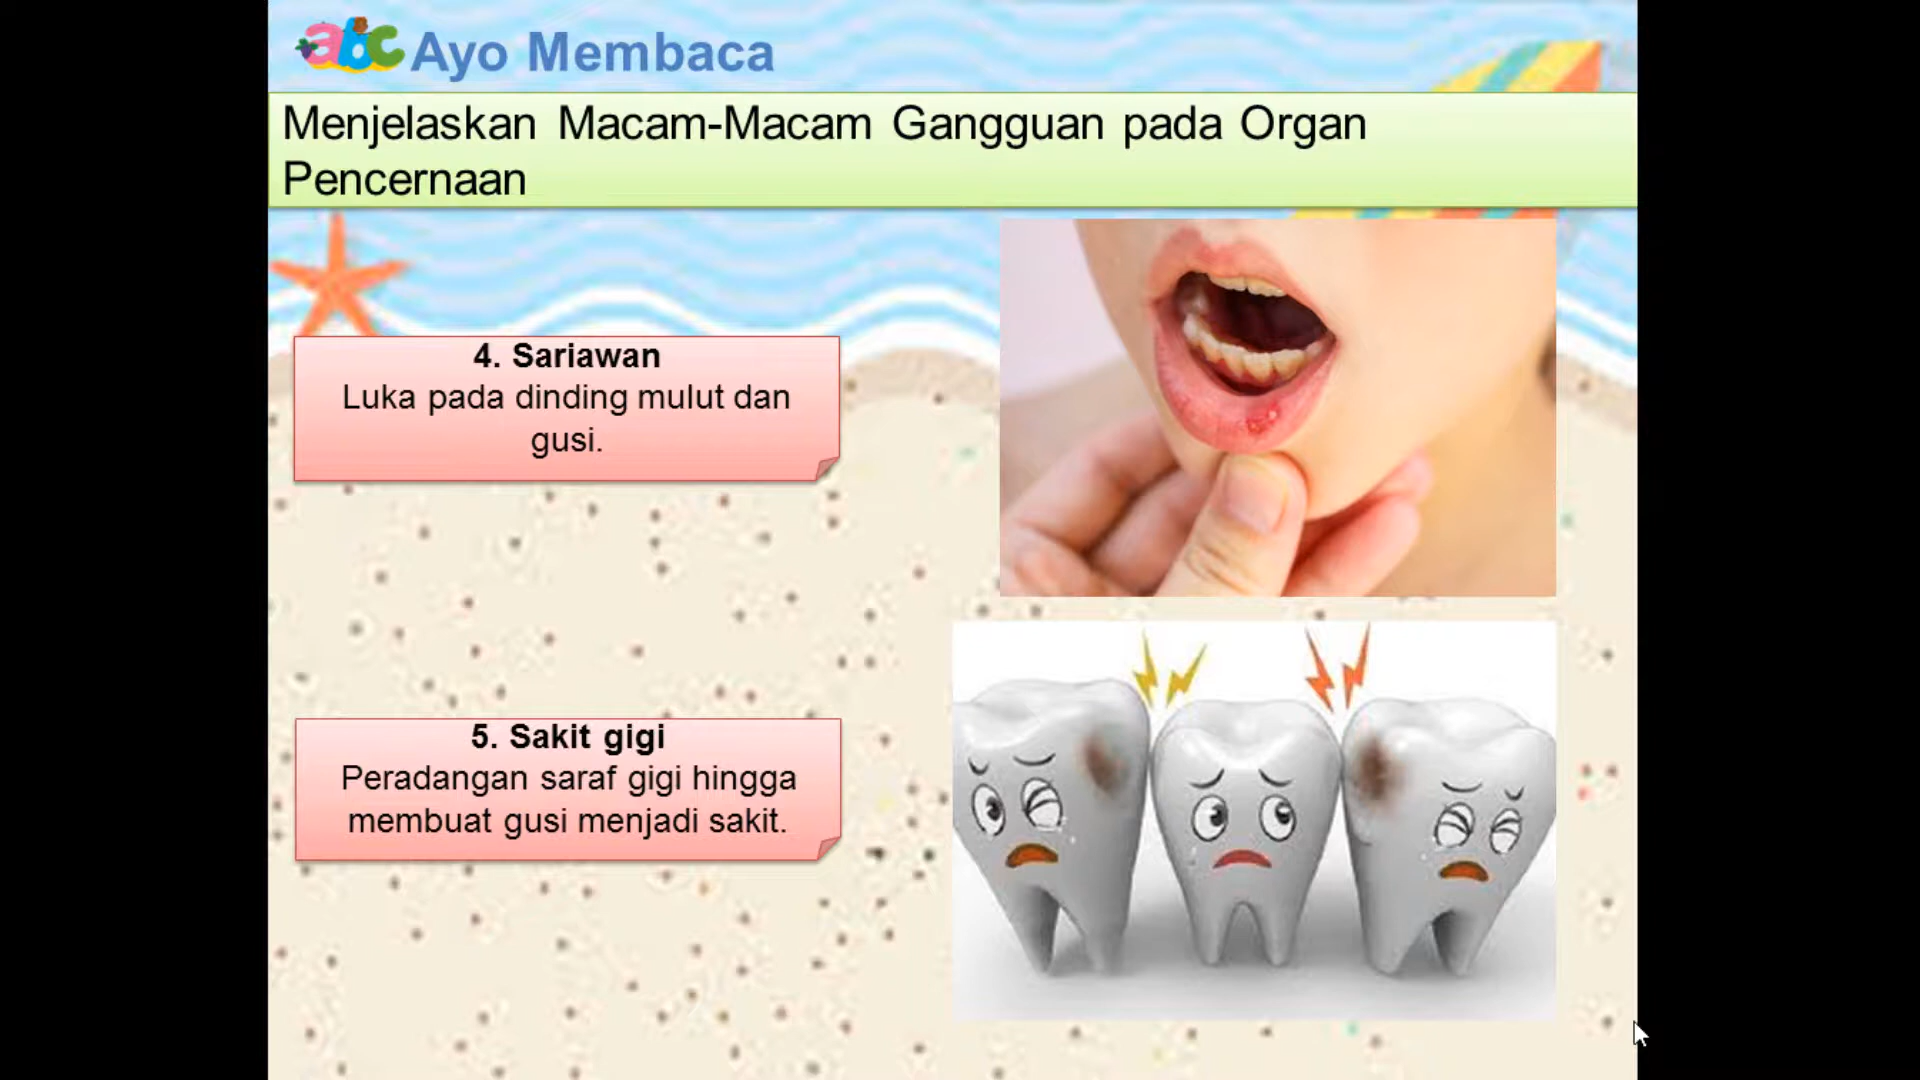 abc Ayo Membaca
Menjelaskan Macam-Macam Gangguan pada Organ
Pencernaan
4. Sariawan
Luka pada dinding mulut dan
gusi.
5. Sakit gigi
Peradangan saraf gigi hingga
membuat gusi menjadi sakit.